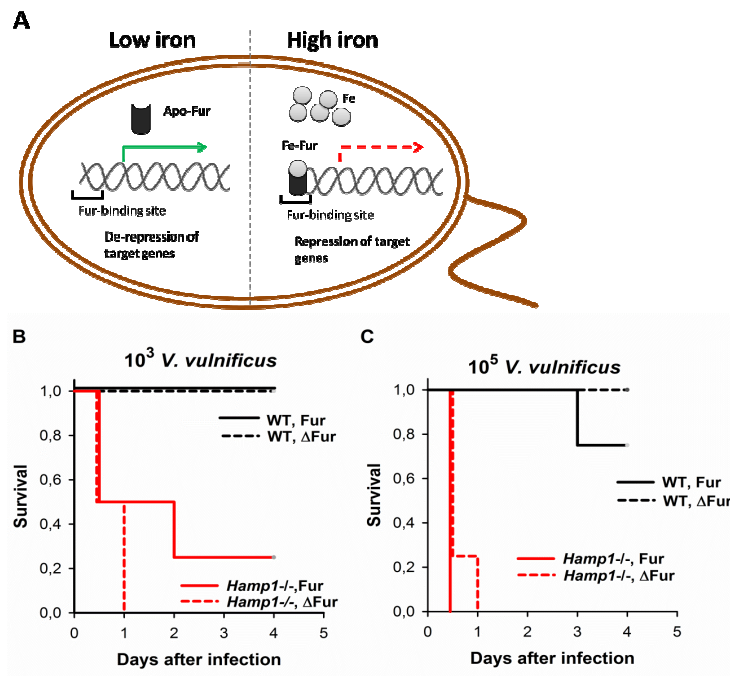 A
Low iron
High iron
Apo-Fur
Fe
Fe-Fur
Fur-binding site
Fur-binding site
De-repression of
target genes
Repression of target
genes
B
10³ V. vulnificus
1,0
0,8
0,6
0,4
0,2
0,0
Survival
WT, Fur
WT, ΔFur
Hamp1-/-,Fur
Hamp1-/-, ΔFur
0 1 2 3 4 5
Days after infection
C
10⁵ V. vulnificus
1,0
0,8
0,6
0,4
0,2
0,0
Survival
WT, Fur
WT, ΔFur
Hamp1-/-, Fur
Hamp1-/-, ΔFur
0 1 2 3 4 5
Days after infection